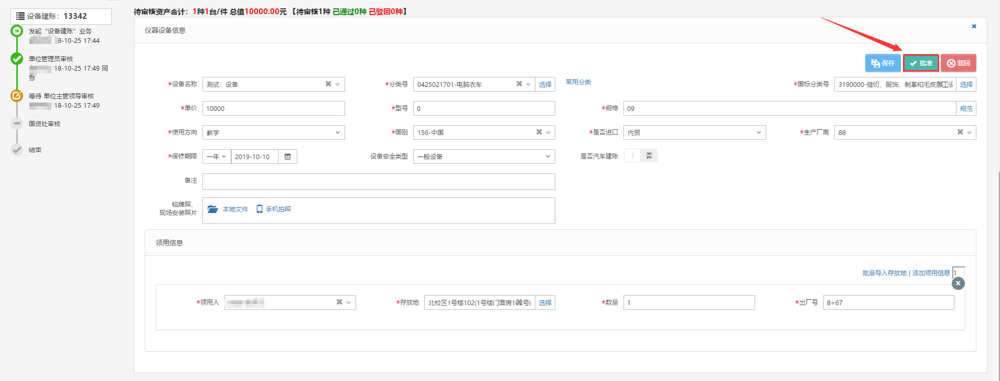 设备建账：13342
发起“设备建账”业务
8-10-25 17:44
单位管理员审核
18-10-25 17:49 同
意
等待 单位主管领导审核
18-10-25 17:49
国资处审核
结束
待审核资产合计：1种1台/件 总值10000.00元 【待审核1种 已通过0种 已驳回0种】
仪器设备信息
保存 批准 驳回
*设备名称 测试：设备 *分类号 0425021701-电脑衣车 选择 常用分类 *国标分类号 3190000-缝纫、服饰、制革和毛皮加工设 选择
*单价 10000 *型号 0 *规格 09 规范
*使用方向 教学 *国别 156-中国 *是否进口 内贸 *生产厂商 88
*保修期限 一年 2019-10-10 设备安全类型 一般设备 是否汽车建账 否
备注
铭牌照、
现场安装照片
本地文件 手机拍照
领用信息
批量导入存放地 | 添加领用信息 1
*领用人 *存放地 北校区1号楼102(1号楼门面房102号) 选择 *数量 1 *出厂号 8=67